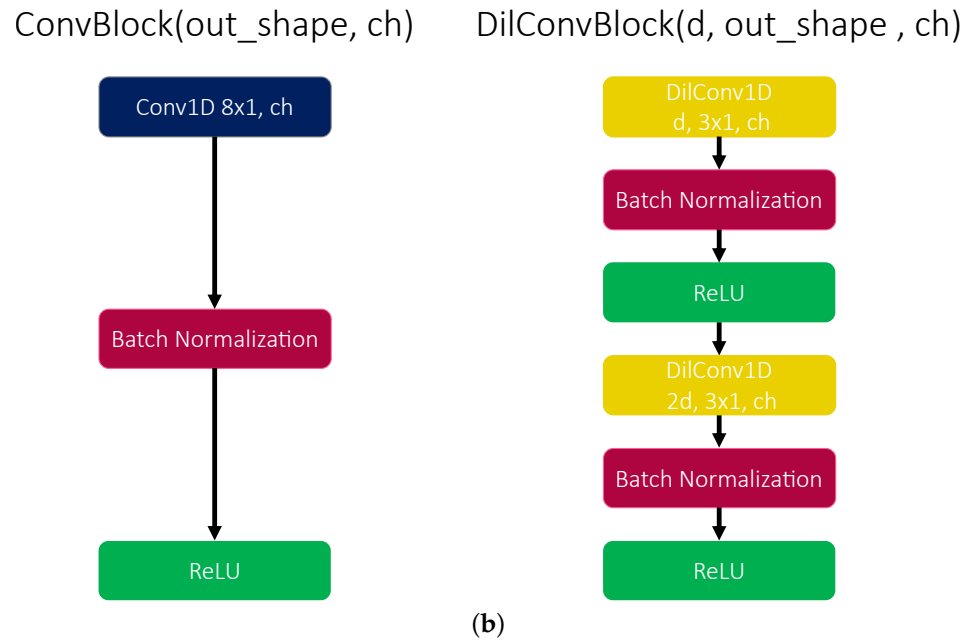 ConvBlock(out_shape, ch)
Conv1D 8x1, ch
Batch Normalization
ReLU
DilConvBlock(d, out_shape , ch)
DilConv1D
d, 3x1, ch
Batch Normalization
ReLU
DilConv1D
2d, 3x1, ch
Batch Normalization
ReLU
(b)